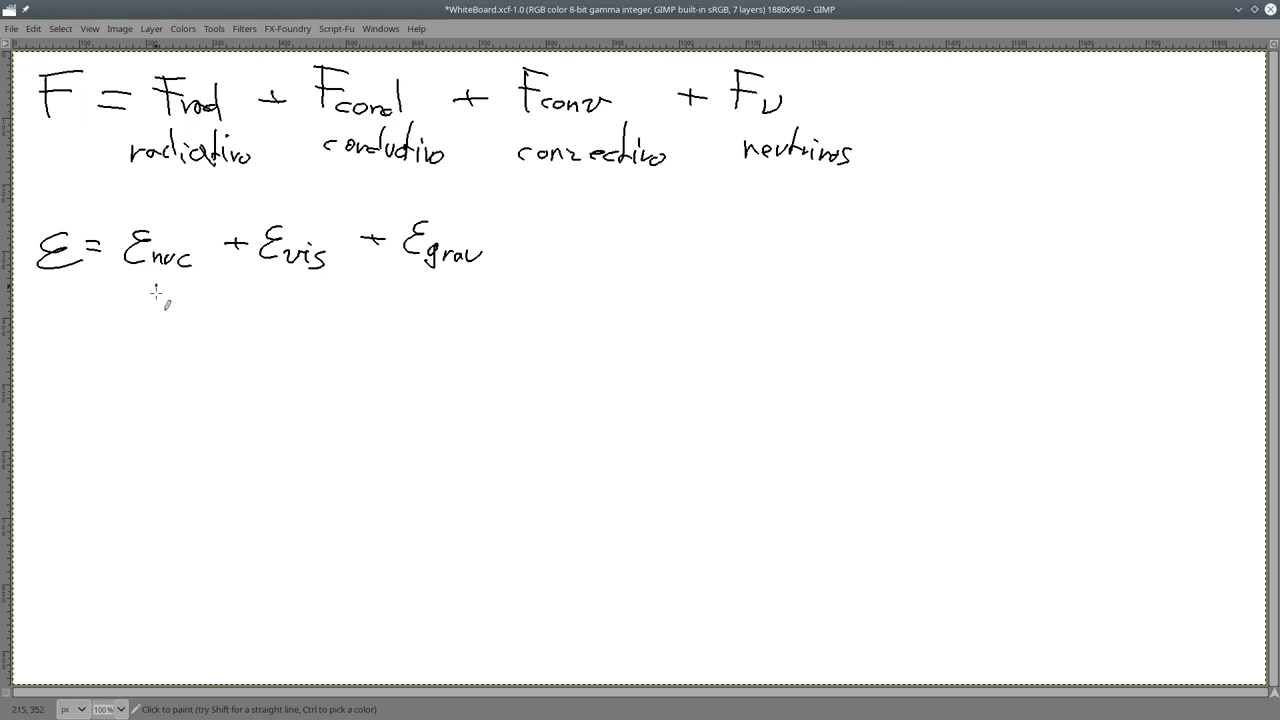 *WhiteBoard.xcf-1.0 (RGB color 8-bit gamma integer, GIMP built-in sRGB, 7 layers) 1880x950 – GIMP
File Edit Select View Image Layer Colors Tools Filters FX-Foundry Script-Fu Windows Help
F = Frad + Fcond + Fconv + Fν
radiativo conductivo convectivo neutrinos
ε = εnuc + εvis + εgrav
215, 352 px 100% Click to paint (try Shift for a straight line, Ctrl to pick a color)